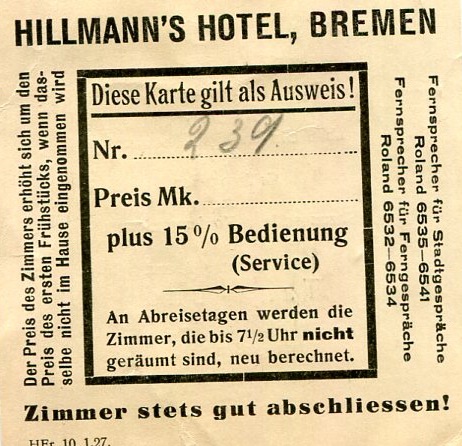 HILLMANN'S HOTEL, BREMEN
Der Preis des Zimmers erhöht sich um den
Preis des ersten Frühstücks, wenn das-
selbe nicht im Hause eingenommen wird
Diese Karte gilt als Ausweis!
Nr. 239
Preis Mk.
plus 15% Bedienung
(Service)
An Abreisetagen werden die
Zimmer, die bis 7 1/2 Uhr nicht
geräumt sind, neu berechnet.
Fernsprecher für Stadtgespräche
Roland 6535–6541
Fernsprecher für Ferngespräche
Roland 6532–6534
Zimmer stets gut abschliessen!
HFr. 10. 1.27.